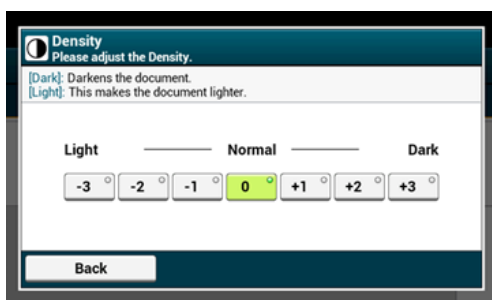 Density
Please adjust the Density.
[Dark]: Darkens the document.
[Light]: This makes the document lighter.
Light Normal Dark
-3 -2 -1 0 +1 +2 +3
Back